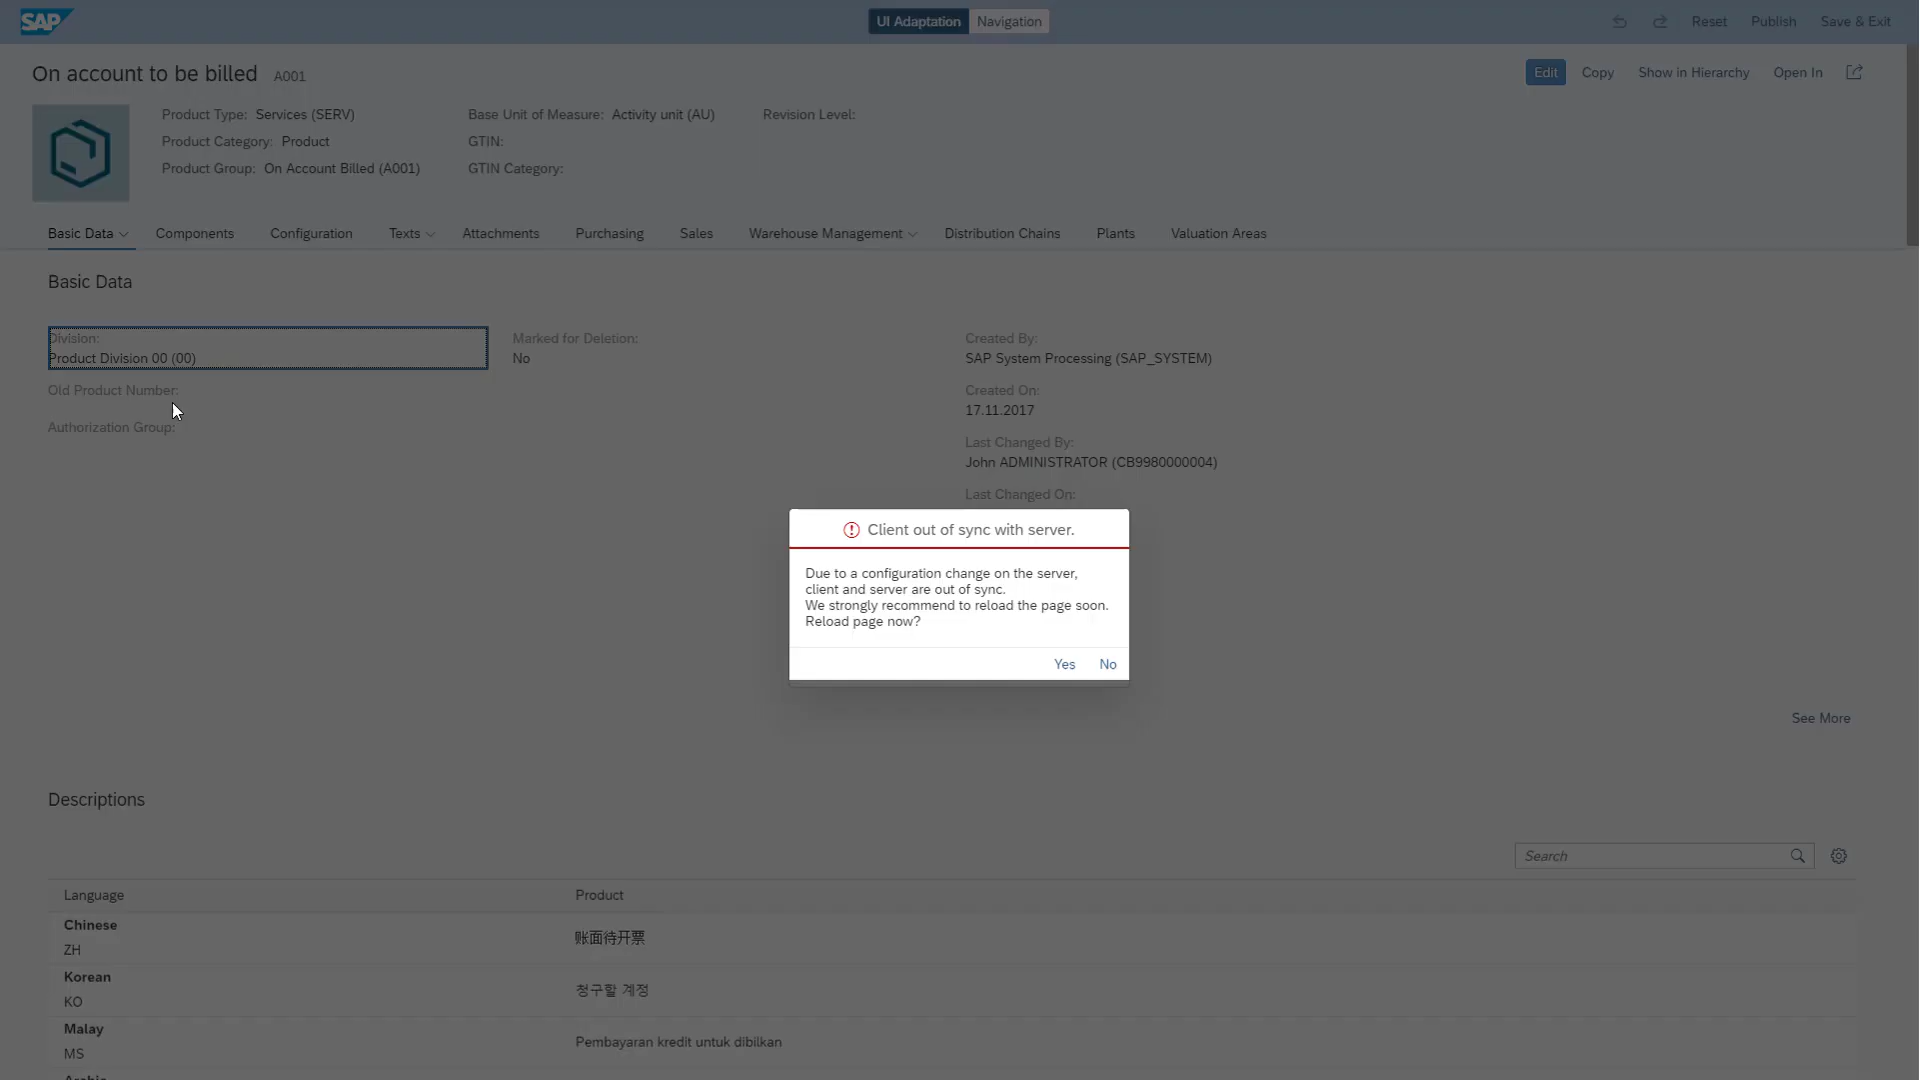 SAP
UI Adaptation Navigation
Reset Publish Save & Exit
On account to be billed A001
Edit Copy Show in Hierarchy Open In
Product Type: Services (SERV) Base Unit of Measure: Activity unit (AU) Revision Level:
Product Category: Product GTIN:
Product Group: On Account Billed (A001) GTIN Category:
Basic Data Components Configuration Texts Attachments Purchasing Sales Warehouse Management Distribution Chains Plants Valuation Areas
Basic Data
Division: Marked for Deletion: Created By:
Product Division 00 (00) No SAP System Processing (SAP_SYSTEM)
Old Product Number: Created On:
17.11.2017
Authorization Group:
Last Changed By:
John ADMINISTRATOR (CB9980000004)
Last Changed On:
Client out of sync with server.
Due to a configuration change on the server,
client and server are out of sync.
We strongly recommend to reload the page soon.
Reload page now?
Yes No
See More
Descriptions
Search
Language Product
Chinese
ZH
账面待开票
Korean
KO
청구할 계정
Malay
MS
Pembayaran kredit untuk dibilkan